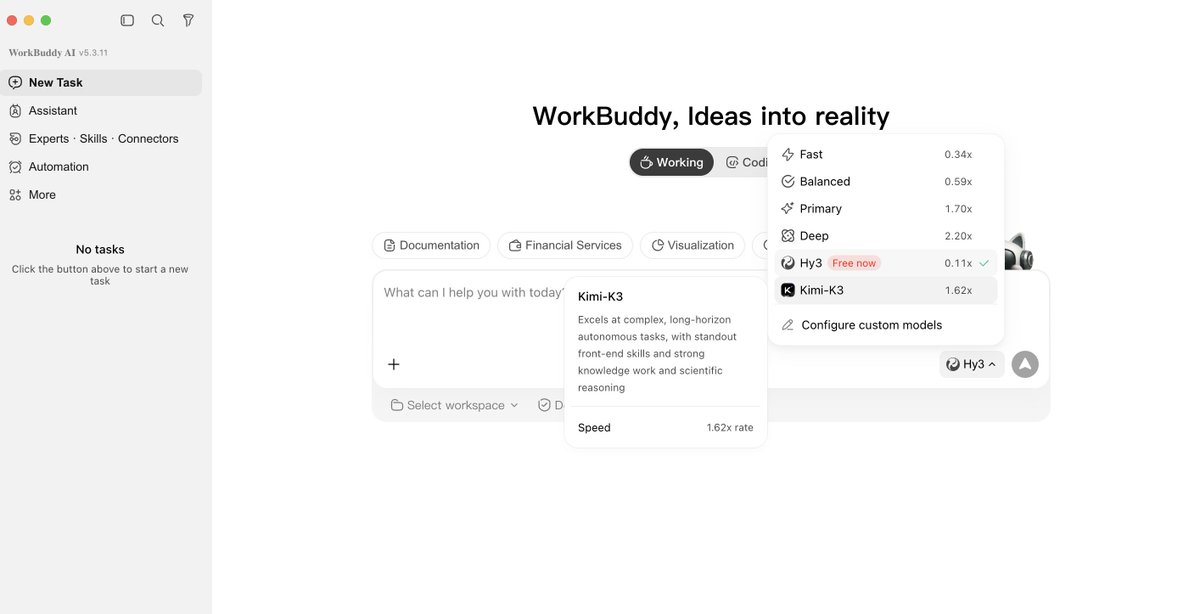 WorkBuddy AI v5.3.11
New Task
Assistant
Experts · Skills · Connectors
Automation
More
No tasks
Click the button above to start a new
task
WorkBuddy, Ideas into reality
Working
Codi
Documentation
Financial Services
Visualization
What can I help you with today?
Select workspace
Kimi-K3
Excels at complex, long-horizon
autonomous tasks, with standout
front-end skills and strong
knowledge work and scientific
reasoning
Speed 1.62x rate
Fast 0.34x
Balanced 0.59x
Primary 1.70x
Deep 2.20x
Hy3 Free now 0.11x
Kimi-K3 1.62x
Configure custom models
Hy3